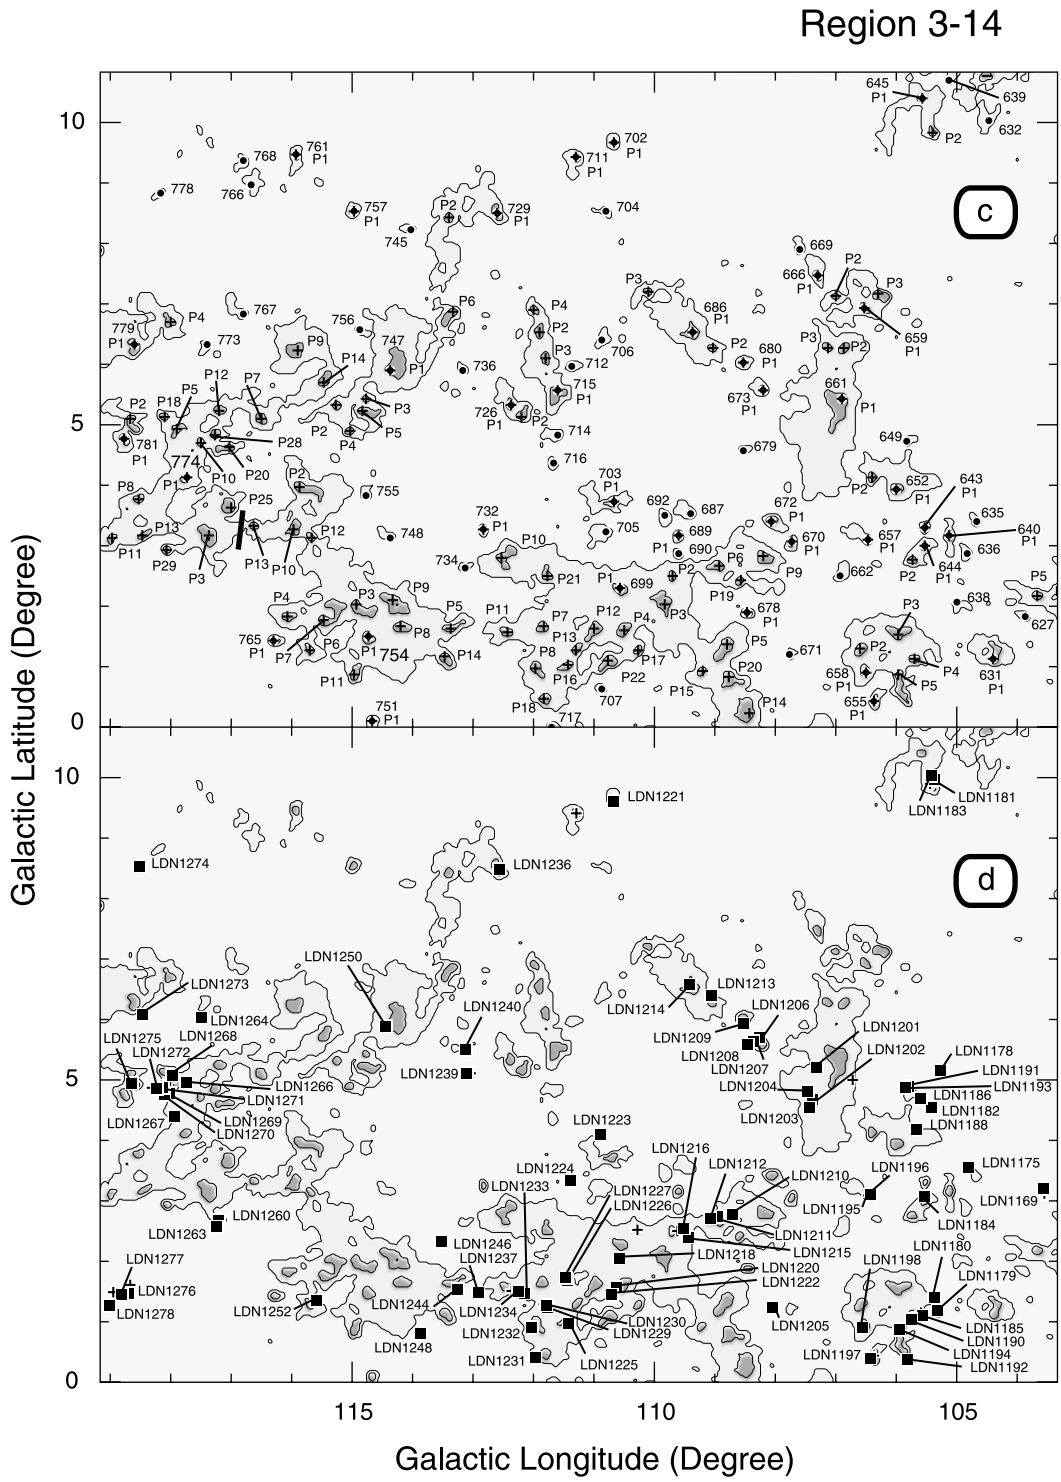 Region 3-14
645
P1
639
10
632
P2
702
P1
761
P1
768
711
P1
766
778
c
757
P1
P2
729
P1
704
745
669
P2
666
P1
P3
P3
686
P1
659
P1
767
P6
P4
756
P4
779
P1
773
P9
747
P2
706
P3
P2
680
P1
P14
P1
736
P3
712
P12
P7
P5
715
P1
673
P1
661
P1
P18
P2
P3
726
P1
P2
5
P2
P4
P5
714
P28
781
P1
649
774
P1
P10
P20
716
679
P8
P2
703
P1
P2
652
P1
643
P1
755
P25
692
687
672
P1
635
P13
732
P1
705
689
P1
690
670
P1
657
P1
640
P1
P11
P12
748
P10
P29
P3
P13
P10
734
P6
P9
P2
644
P1
636
P21
P1
699
P2
P19
662
P5
P4
P3
P9
638
627
P5
P11
P7
P12
P4
P3
678
P1
P3
765
P1
P7
P6
P8
P1
754
P13
P5
P2
P14
P8
P17
671
P4
631
P1
P11
P16
P22
P15
P20
658
P1
P5
P18
707
P14
655
P1
751
P1
717
0
Galactic Latitude (Degree)
10
LDN1221
LDN1181
LDN1183
LDN1274
LDN1236
d
LDN1250
LDN1273
LDN1240
LDN1213
LDN1214
LDN1206
LDN1264
LDN1275
LDN1268
LDN1209
LDN1201
LDN1272
LDN1208
LDN1202
LDN1178
LDN1239
LDN1207
LDN1191
5
LDN1266
LDN1204
LDN1193
LDN1271
LDN1186
LDN1267
LDN1269
LDN1203
LDN1182
LDN1270
LDN1223
LDN1188
LDN1216
LDN1224
LDN1212
LDN1196
LDN1175
LDN1233
LDN1227
LDN1210
LDN1226
LDN1169
LDN1260
LDN1195
LDN1263
LDN1211
LDN1184
LDN1246
LDN1215
LDN1277
LDN1237
LDN1218
LDN1198
LDN1180
LDN1220
LDN1179
LDN1276
LDN1222
LDN1278
LDN1252
LDN1244
LDN1234
LDN1230
LDN1205
LDN1185
LDN1232
LDN1229
LDN1190
LDN1248
LDN1194
LDN1231
LDN1225
LDN1197
LDN1192
0
115
110
105
Galactic Longitude (Degree)